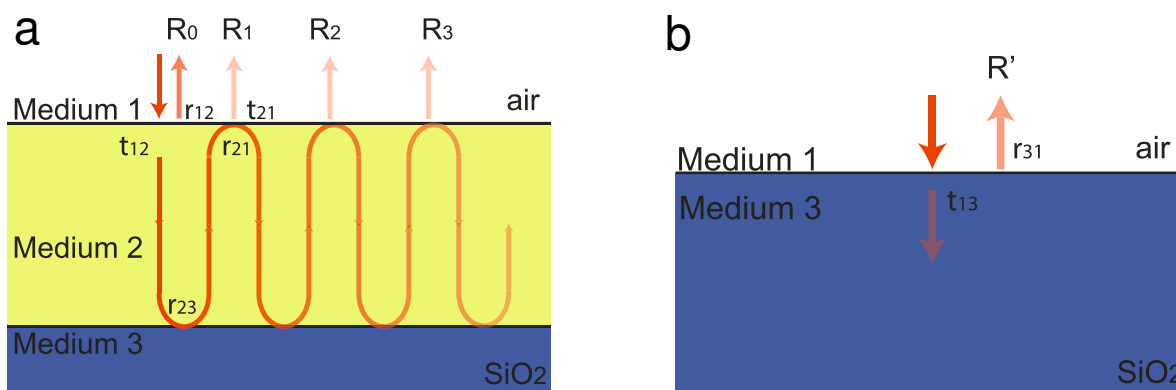 a
R₀ R₁ R₂ R₃
Medium 1 r₁₂ t₂₁ air
t₁₂ r₂₁
Medium 2
r₂₃
Medium 3
SiO₂
b
R'
Medium 1 r₃₁ air
Medium 3 t₁₃
SiO₂